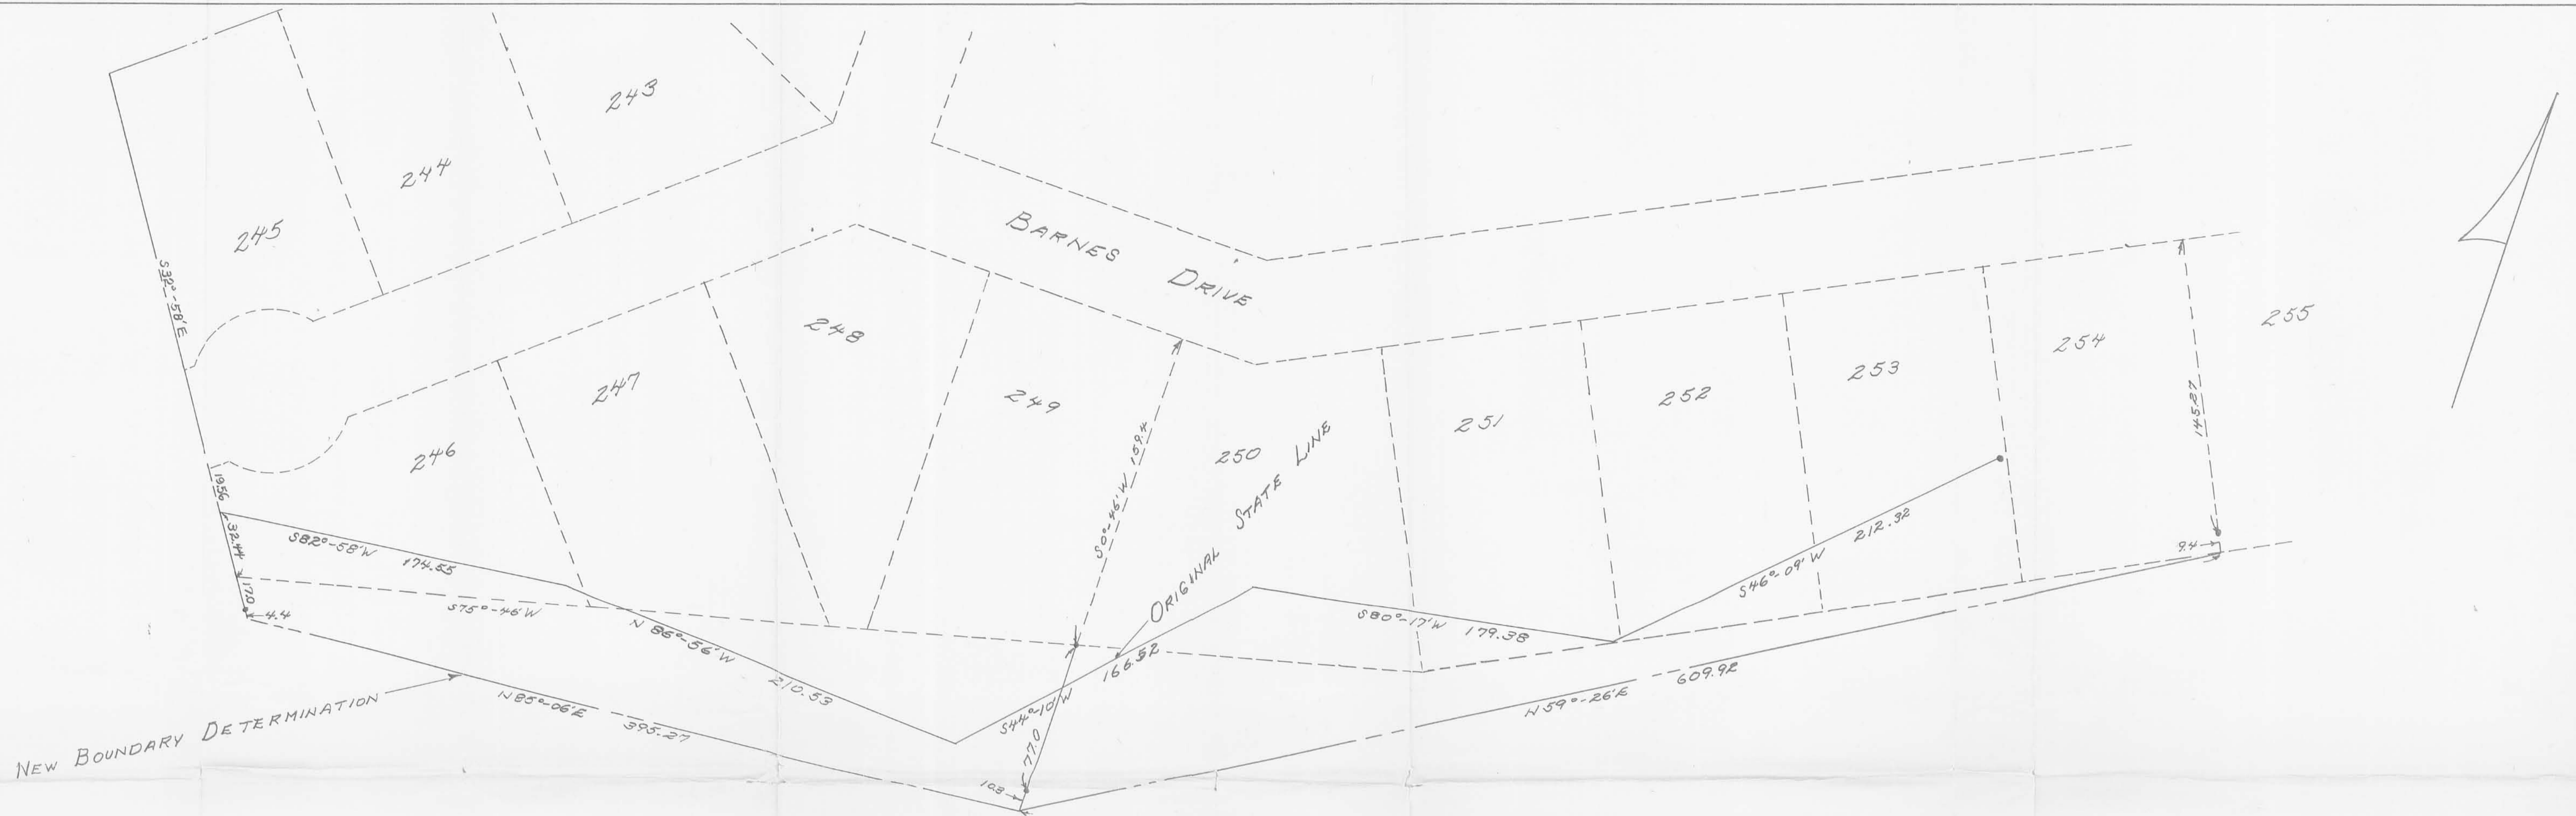 243
244
245
S32°-58'E
BARNES DRIVE
246
247
248
249
250
251
252
253
254
255
19.56
32.44
17.0
4.4
S82°-58'W 174.55
S75°-46'W
N 86°-56'W 210.53
S0°-46'W 159.4
ORIGINAL STATE LINE
S44°-10'W 166.52
77.0
10.8
S80°-17'W 179.38
S46°-09'W 212.32
145.27
9.4
N59°-26'E 609.92
N85°-06'E 395.27
NEW BOUNDARY DETERMINATION